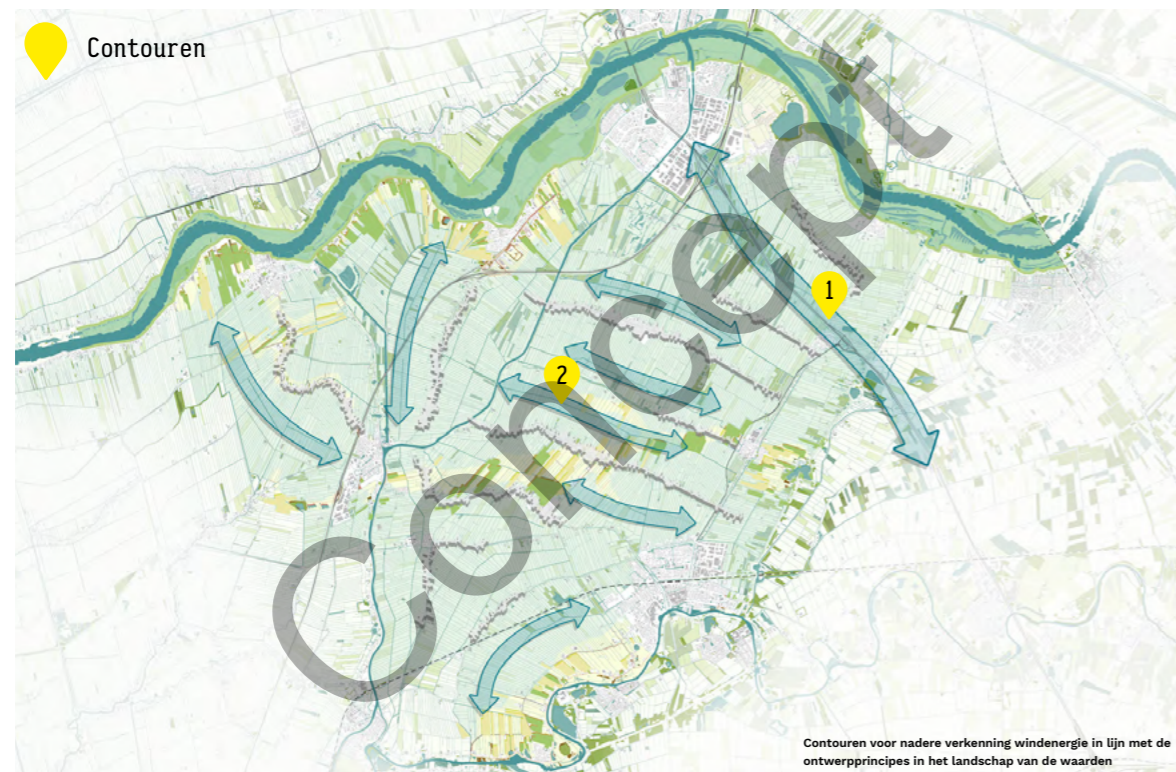 Contouren
1
2
Concept
Contouren voor nadere verkenning windenergie in lijn met de
ontwerpprincipes in het landschap van de waarden